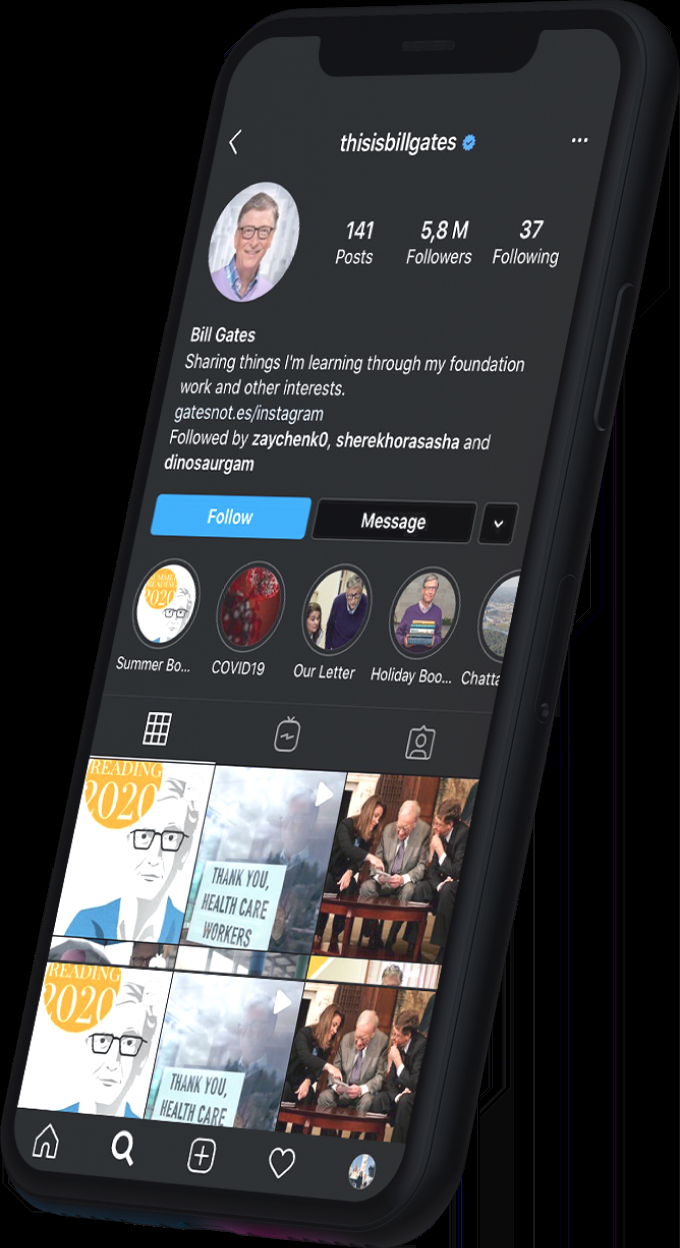 thisisbillgates
141 5,8 M 37
Posts Followers Following
Bill Gates
Sharing things I'm learning through my foundation
work and other interests.
gatesnot.es/instagram
Followed by zaychenk0, sherekhorasasha and
dinosaurgam
Follow Message
SUMMER
READING
2020
Summer Bo... COVID19 Our Letter Holiday Boo... Chatta
READING
2020
THANK YOU,
HEALTH CARE
WORKERS
READING
2020
THANK YOU,
HEALTH CARE